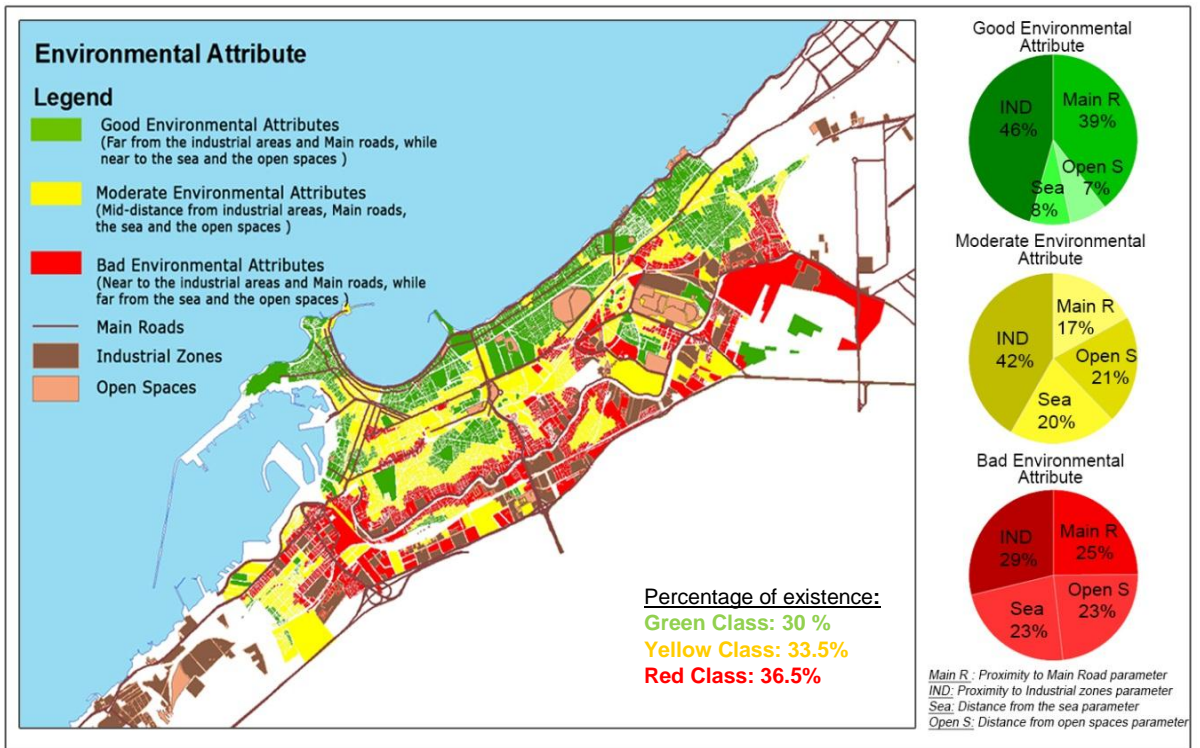 Environmental Attribute
Legend
Good Environmental Attributes
(Far from the industrial areas and Main roads, while
near to the sea and the open spaces )
Moderate Environmental Attributes
(Mid-distance from industrial areas, Main roads,
the sea and the open spaces )
Bad Environmental Attributes
(Near to the industrial areas and Main roads, while
far from the sea and the open spaces )
Main Roads
Industrial Zones
Open Spaces
Percentage of existence:
Green Class: 30 %
Yellow Class: 33.5%
Red Class: 36.5%
Good Environmental
Attribute
IND
46%
Main R
39%
Open S
7%
Sea
8%
Moderate Environmental
Attribute
IND
42%
Main R
17%
Open S
21%
Sea
20%
Bad Environmental
Attribute
IND
29%
Main R
25%
Open S
23%
Sea
23%
Main R : Proximity to Main Road parameter
IND: Proximity to Industrial zones parameter
Sea: Distance from the sea parameter
Open S: Distance from open spaces parameter